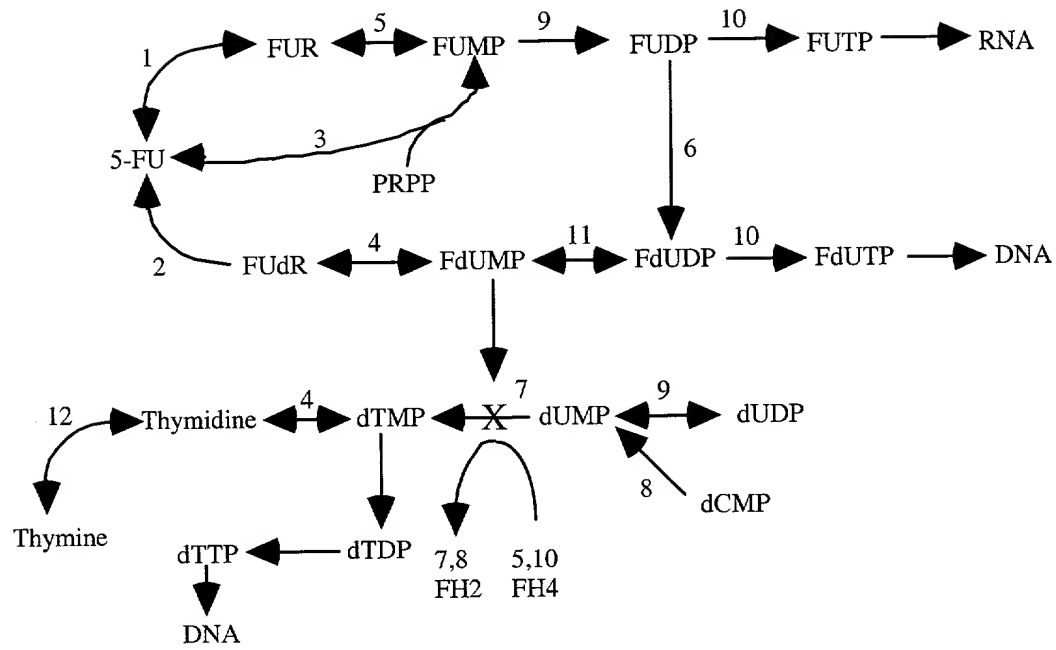 5 9 10
1 FUR FUMP FUDP FUTP RNA
3
5-FU 6
PRPP
4 11 10
2 FUdR FdUMP FdUDP FdUTP DNA
12 4 7 9
Thymidine dTMP X dUMP dUDP
8 dCMP
Thymine
dTTP dTDP 7,8 5,10
FH2 FH4
DNA